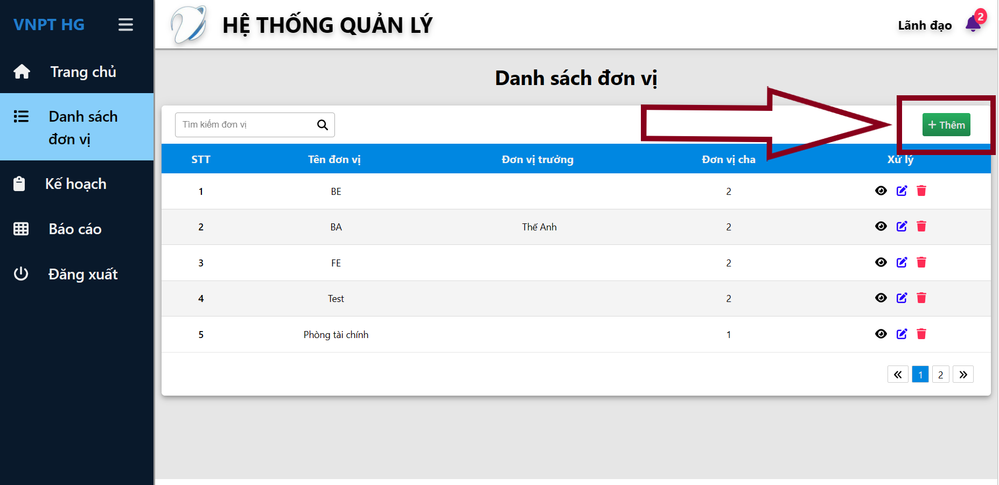 VNPT HG
HỆ THỐNG QUẢN LÝ
Lãnh đạo
2
Trang chủ
Danh sách
đơn vị
Kế hoạch
Báo cáo
Đăng xuất
Danh sách đơn vị
Tìm kiếm đơn vị
+ Thêm
STT Tên đơn vị Đơn vị trưởng Đơn vị cha Xử lý
1 BE 2
2 BA Thế Anh 2
3 FE 2
4 Test 2
5 Phòng tài chính 1
« 1 2 »